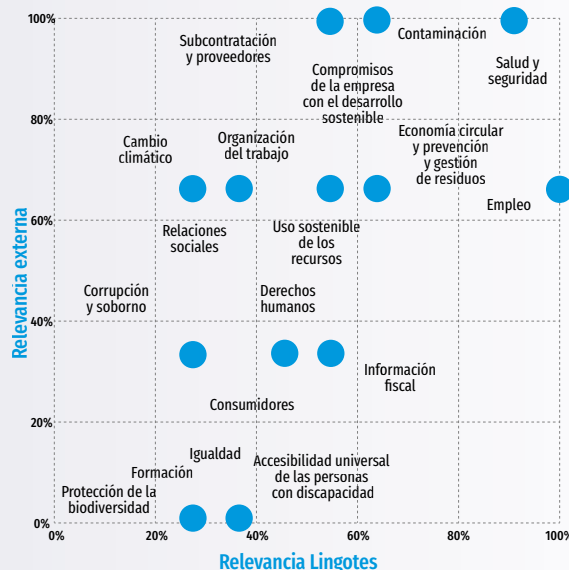 100%
Subcontratación
y proveedores
Contaminación
Salud y
seguridad
Compromisos
de la empresa
con el desarrollo
sostenible
80%
Cambio
climático
Organización
del trabajo
Economía circular
y prevención
y gestión
de residuos
60%
Relaciones
sociales
Uso sostenible
de los
recursos
Empleo
Relevancia externa
Corrupción
y soborno
Derechos
humanos
40%
Información
fiscal
Consumidores
20%
Igualdad
Formación
Accesibilidad universal
de las personas
con discapacidad
Protección de la
biodiversidad
0%
0%
20%
40%
60%
80%
100%
Relevancia Lingotes